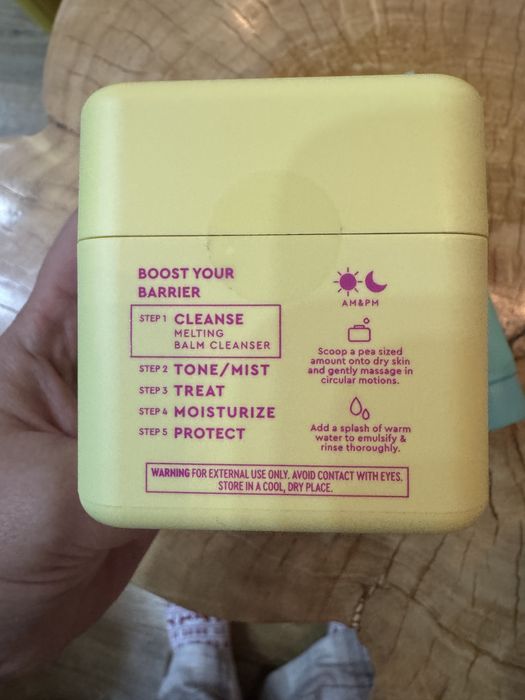 BOOST YOUR
BARRIER
STEP 1 CLEANSE
MELTING
BALM CLEANSER
STEP 2 TONE/MIST
STEP 3 TREAT
STEP 4 MOISTURIZE
STEP 5 PROTECT
AM&PM
Scoop a pea sized
amount onto dry skin
and gently massage in
circular motions.
Add a splash of warm
water to emulsify &
rinse thoroughly.
WARNING FOR EXTERNAL USE ONLY. AVOID CONTACT WITH EYES.
STORE IN A COOL, DRY PLACE.